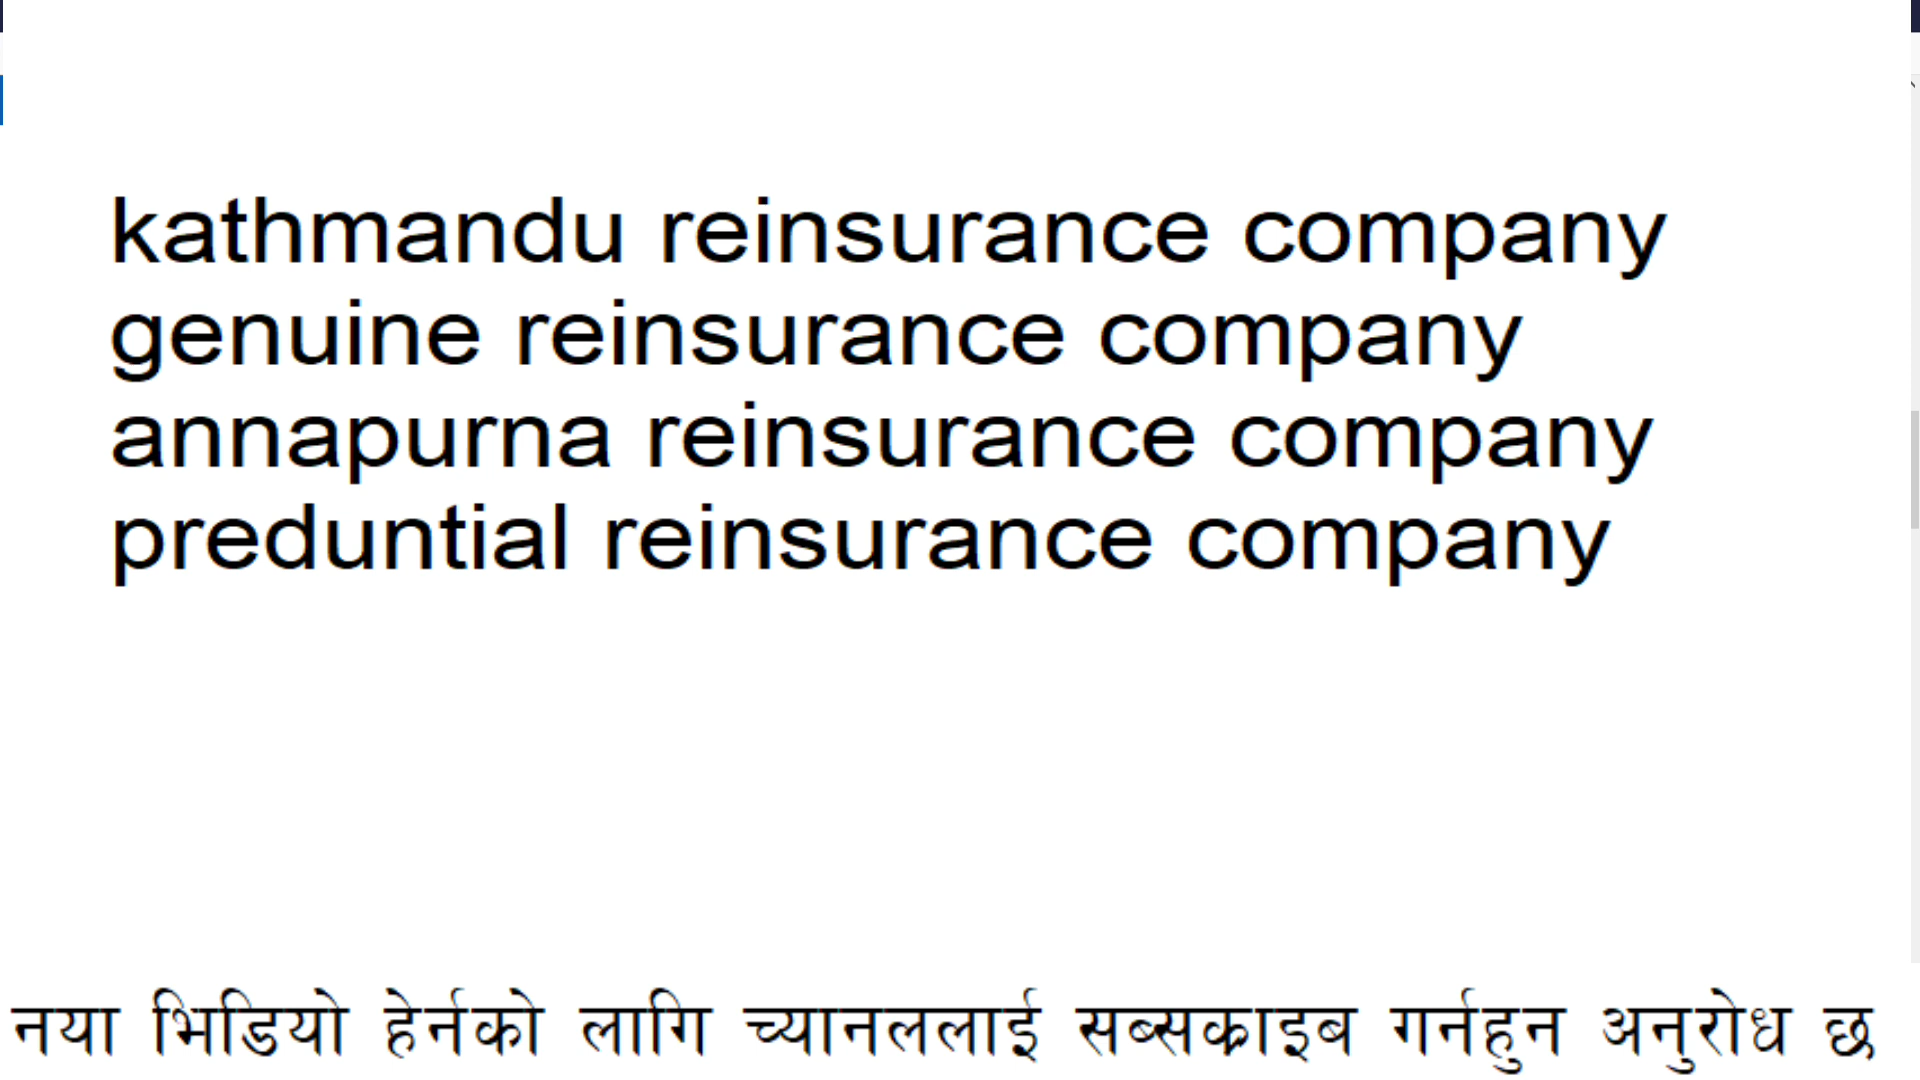 kathmandu reinsurance company
genuine reinsurance company
annapurna reinsurance company
preduntial reinsurance company
नया भिडियो हेर्नको लागि च्यानललाई सब्सक्राइब गर्नहुन अनुरोध छ